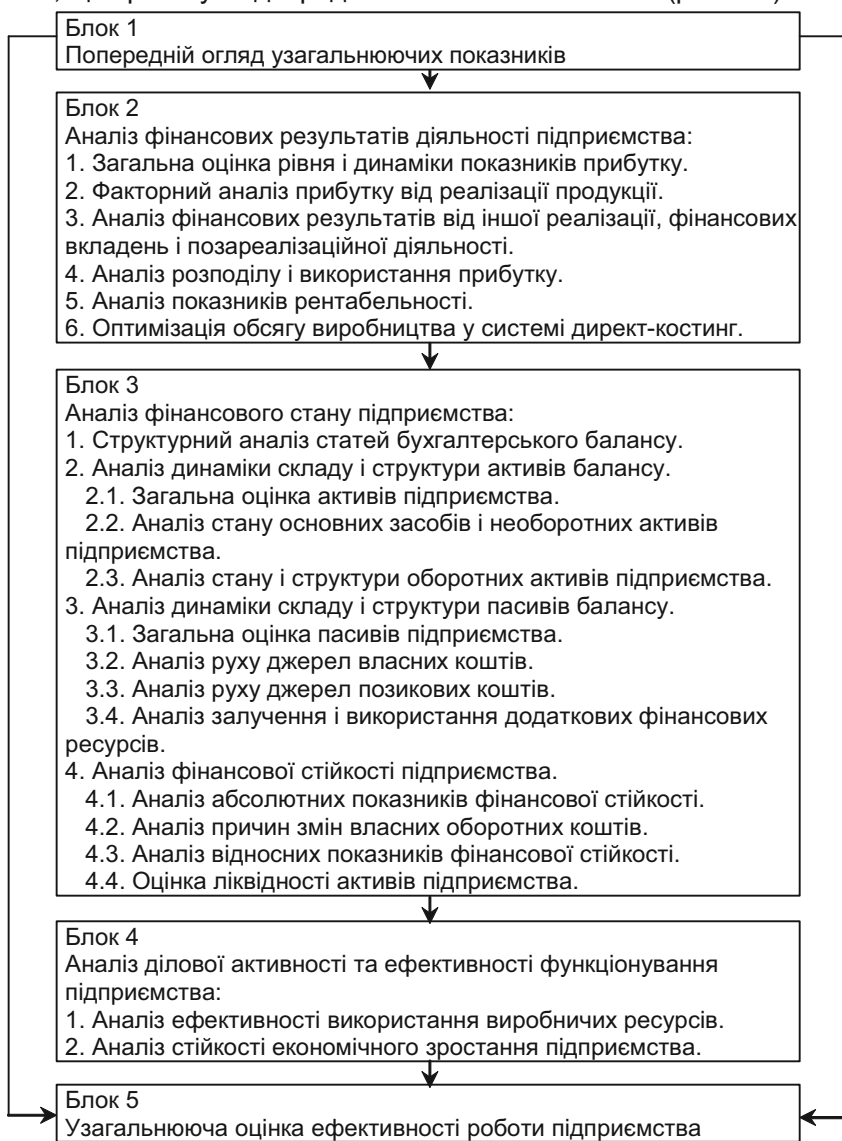 Блок 1
Попередній огляд узагальнюючих показників
Блок 2
Аналіз фінансових результатів діяльності підприємства:
1. Загальна оцінка рівня і динаміки показників прибутку.
2. Факторний аналіз прибутку від реалізації продукції.
3. Аналіз фінансових результатів від іншої реалізації, фінансових
вкладень і позареалізаційної діяльності.
4. Аналіз розподілу і використання прибутку.
5. Аналіз показників рентабельності.
6. Оптимізація обсягу виробництва у системі директ-костинг.
Блок 3
Аналіз фінансового стану підприємства:
1. Структурний аналіз статей бухгалтерського балансу.
2. Аналіз динаміки складу і структури активів балансу.
2.1. Загальна оцінка активів підприємства.
2.2. Аналіз стану основних засобів і необоротних активів
підприємства.
2.3. Аналіз стану і структури оборотних активів підприємства.
3. Аналіз динаміки складу і структури пасивів балансу.
3.1. Загальна оцінка пасивів підприємства.
3.2. Аналіз руху джерел власних коштів.
3.3. Аналіз руху джерел позикових коштів.
3.4. Аналіз залучення і використання додаткових фінансових
ресурсів.
4. Аналіз фінансової стійкості підприємства.
4.1. Аналіз абсолютних показників фінансової стійкості.
4.2. Аналіз причин змін власних оборотних коштів.
4.3. Аналіз відносних показників фінансової стійкості.
4.4. Оцінка ліквідності активів підприємства.
Блок 4
Аналіз ділової активності та ефективності функціонування
підприємства:
1. Аналіз ефективності використання виробничих ресурсів.
2. Аналіз стійкості економічного зростання підприємства.
Блок 5
Узагальнююча оцінка ефективності роботи підприємства